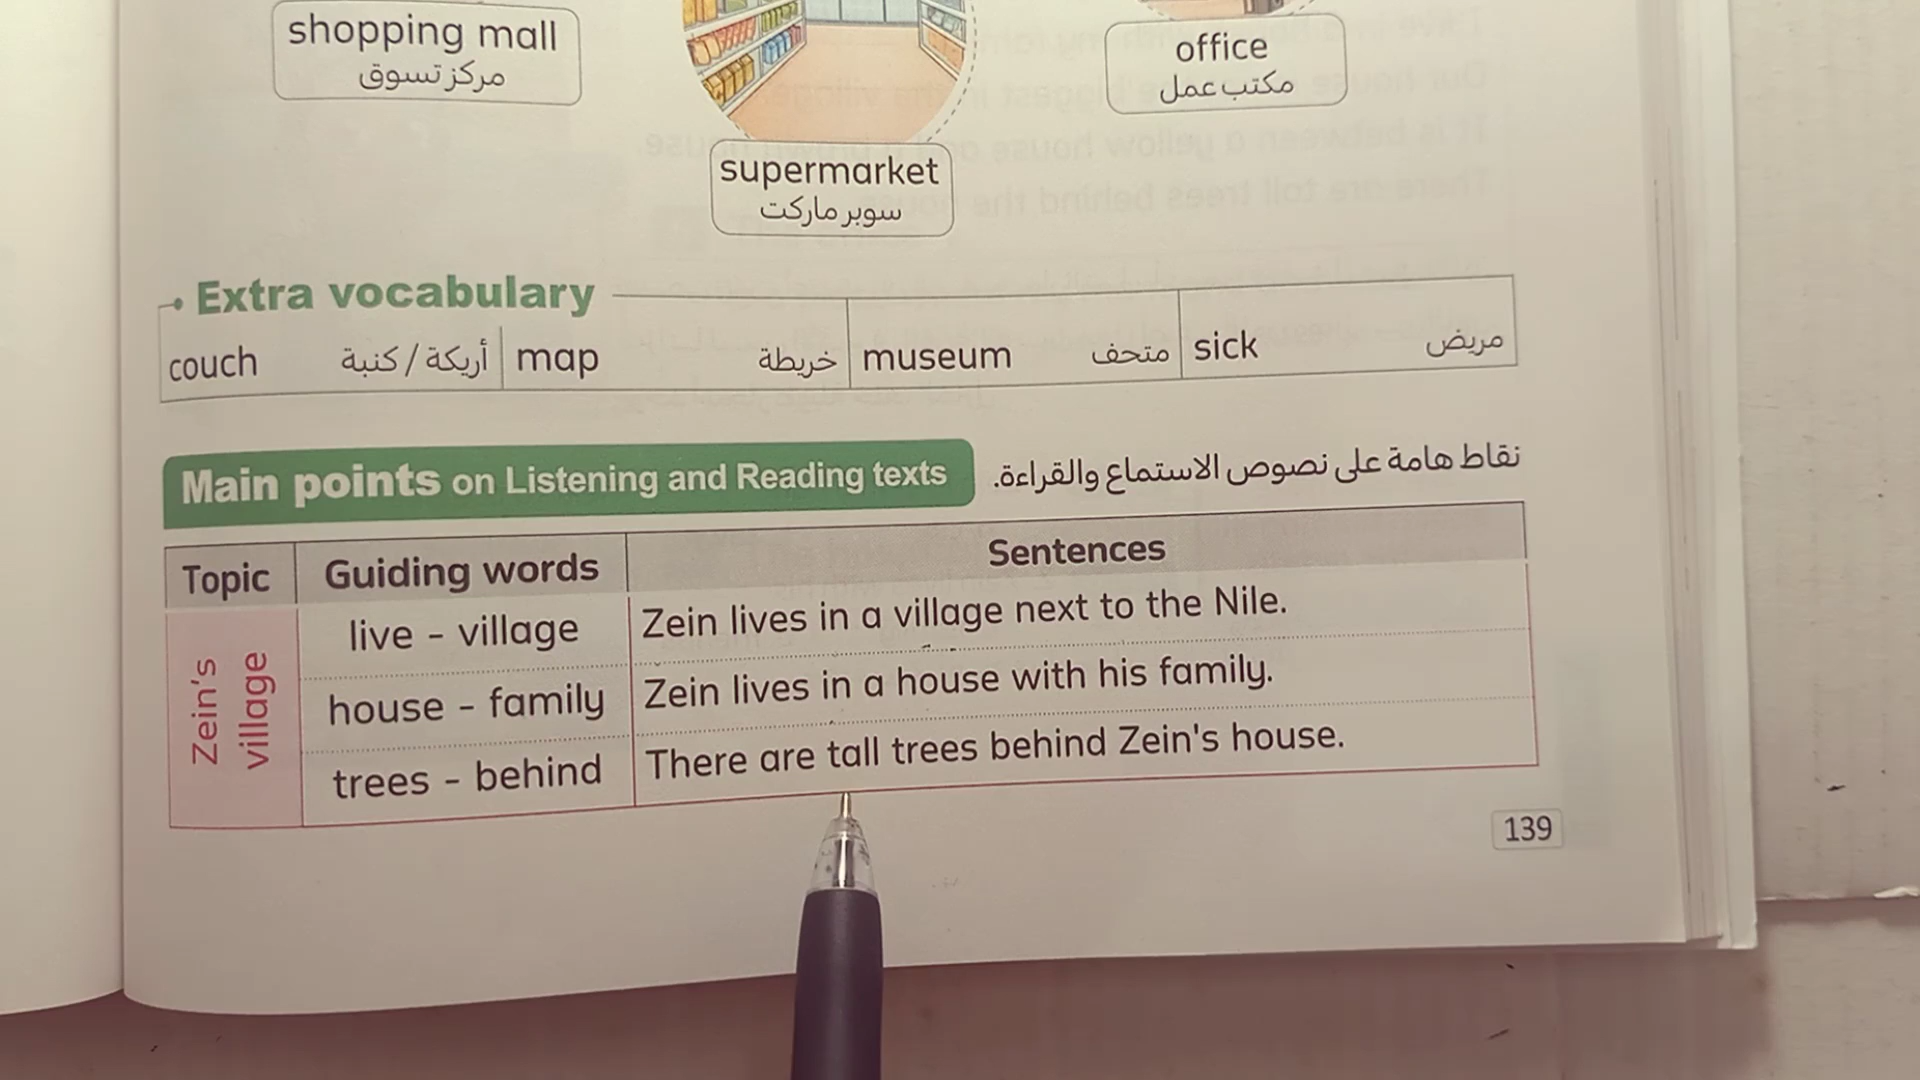 shopping mall
مركز تسوق
office
مكتب عمل
supermarket
سوبر ماركت
Extra vocabulary
couch أريكة / كنبة map خريطة museum متحف sick مريض
Main points on Listening and Reading texts نقاط هامة على نصوص الاستماع والقراءة.
Topic Guiding words Sentences
Zein's village
live - village Zein lives in a village next to the Nile.
house - family Zein lives in a house with his family.
trees - behind There are tall trees behind Zein's house.
139